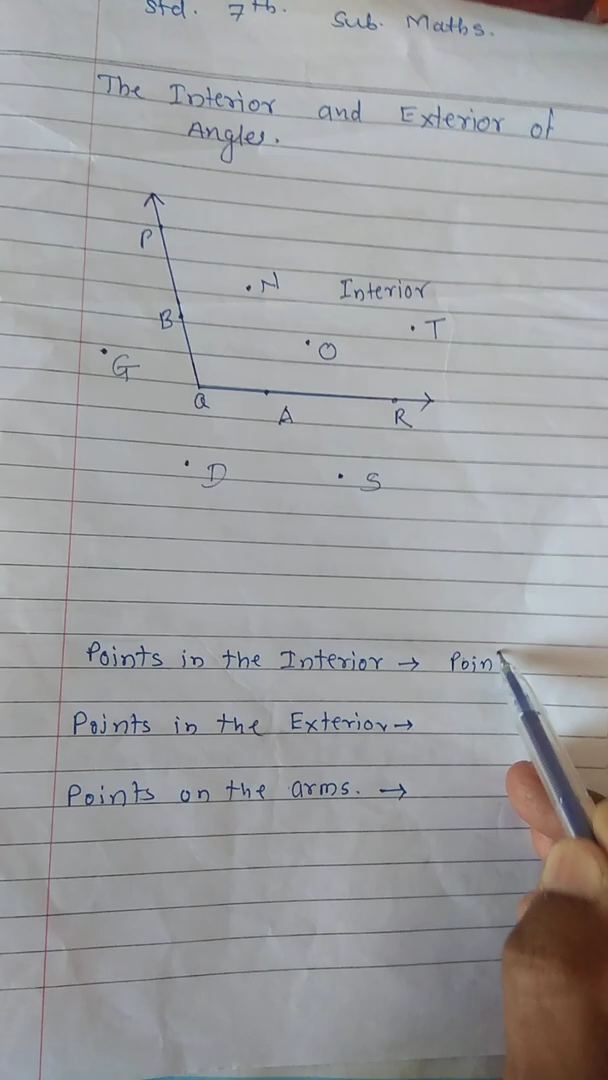 Std. 7th. Sub. Maths.
The Interior and Exterior of
Angles.
P
. N Interior
B . T
. O
. G
Q A R
. D . S
Points in the Interior → Poin
Points in the Exterior →
Points on the arms. →